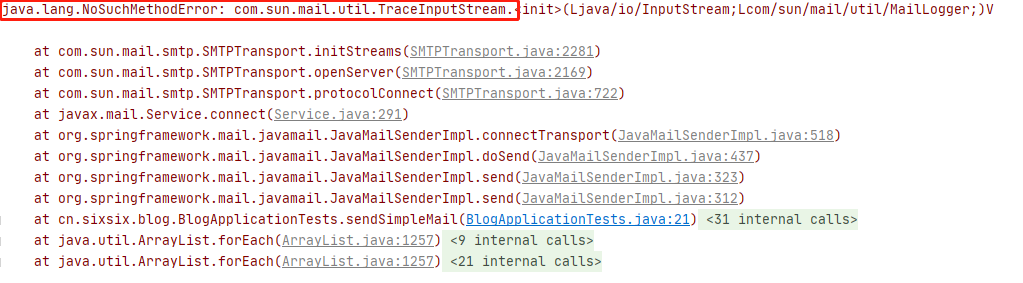 java.lang.NoSuchMethodError: com.sun.mail.util.TraceInputStream.<init>(Ljava/io/InputStream;Lcom/sun/mail/util/MailLogger;)V
at com.sun.mail.smtp.SMTPTransport.initStreams(SMTPTransport.java:2281)
at com.sun.mail.smtp.SMTPTransport.openServer(SMTPTransport.java:2169)
at com.sun.mail.smtp.SMTPTransport.protocolConnect(SMTPTransport.java:722)
at javax.mail.Service.connect(Service.java:291)
at org.springframework.mail.javamail.JavaMailSenderImpl.connectTransport(JavaMailSenderImpl.java:518)
at org.springframework.mail.javamail.JavaMailSenderImpl.doSend(JavaMailSenderImpl.java:437)
at org.springframework.mail.javamail.JavaMailSenderImpl.send(JavaMailSenderImpl.java:323)
at org.springframework.mail.javamail.JavaMailSenderImpl.send(JavaMailSenderImpl.java:312)
at cn.sixsix.blog.BlogApplicationTests.sendSimpleMail(BlogApplicationTests.java:21) <31 internal calls>
at java.util.ArrayList.forEach(ArrayList.java:1257) <9 internal calls>
at java.util.ArrayList.forEach(ArrayList.java:1257) <21 internal calls>